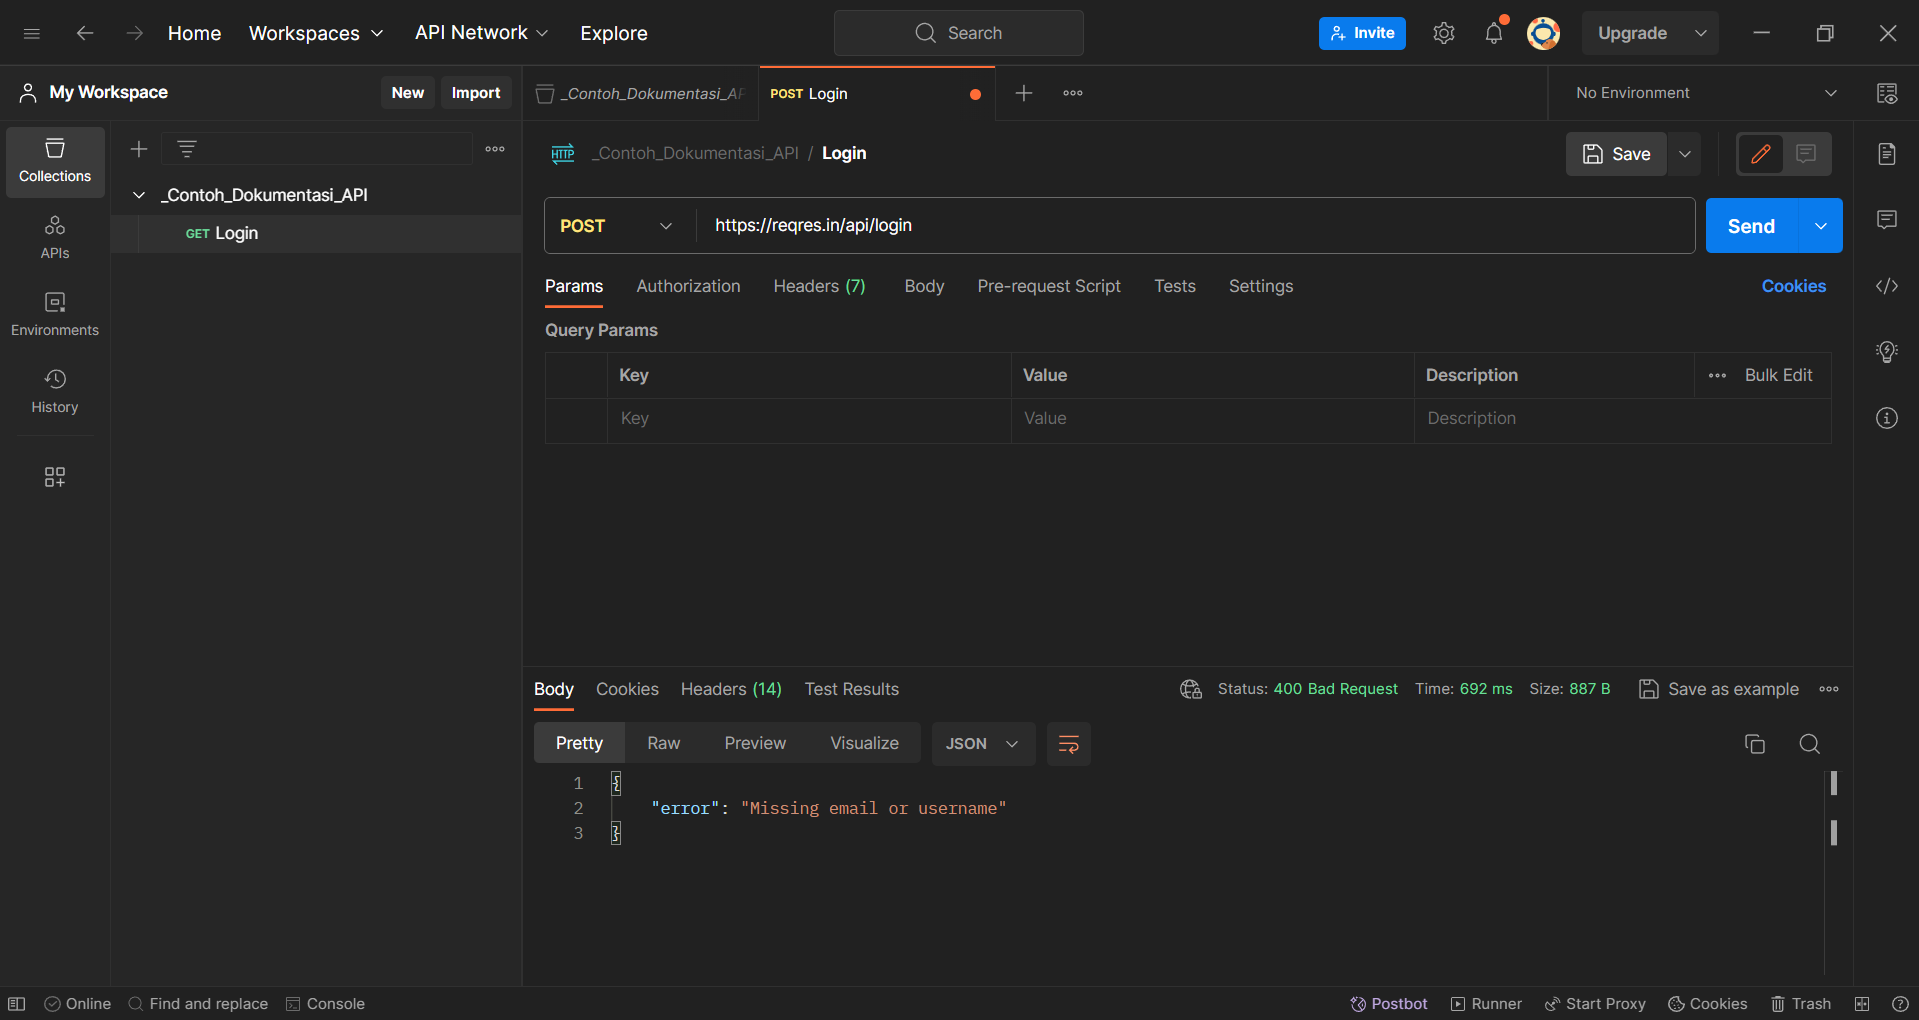 Home Workspaces API Network Explore Search Invite Upgrade
My Workspace New Import _Contoh_Dokumentasi_AP POST Login No Environment
_Contoh_Dokumentasi_API / Login Save
Collections
_Contoh_Dokumentasi_API
GET Login
APIs
Environments
History
HTTP
POST https://reqres.in/api/login Send
Params Authorization Headers (7) Body Pre-request Script Tests Settings Cookies
Query Params
Key Value Description Bulk Edit
Key Value Description
Body Cookies Headers (14) Test Results Status: 400 Bad Request Time: 692 ms Size: 887 B Save as example
Pretty Raw Preview Visualize JSON
1 {
2 "error": "Missing email or username"
3 }
Online Find and replace Console Postbot Runner Start Proxy Cookies Trash